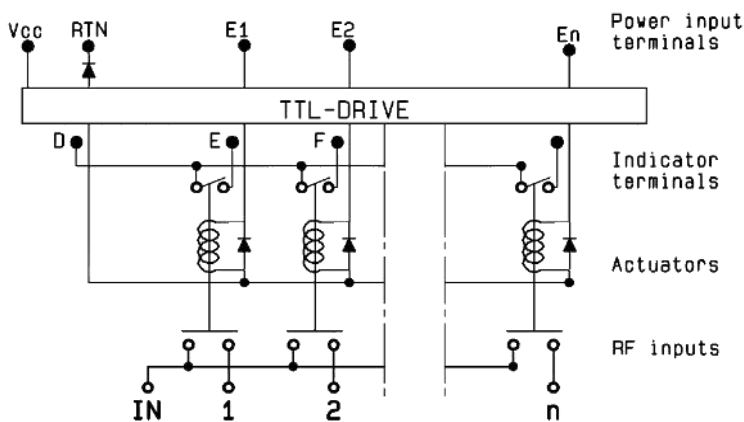 Vcc RTN E1 E2 En Power input
terminals
TTL-DRIVE
D E F Indicator
terminals
Actuators
RF inputs
IN 1 2 n